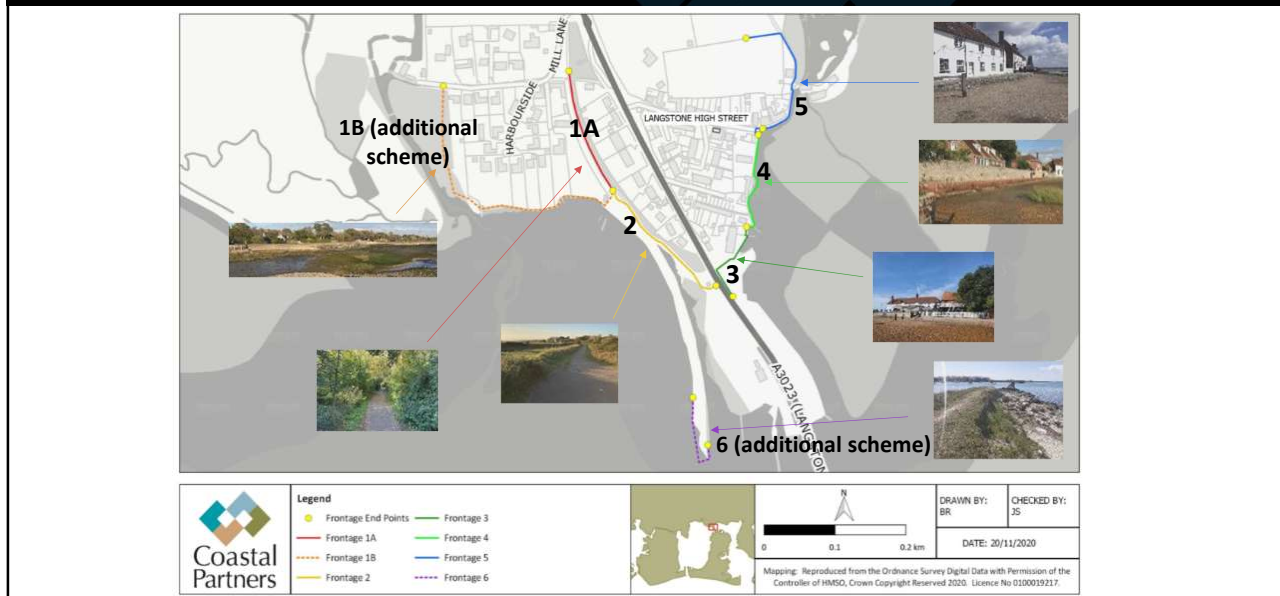 MILL LANE
HARBOURSIDE
LANGSTONE HIGH STREET
1B (additional
scheme)
1A
5
4
2
3
A3023 (LANGTON
6 (additional scheme)
Coastal
Partners
Legend
Frontage End Points
Frontage 1A
Frontage 1B
Frontage 2
Frontage 3
Frontage 4
Frontage 5
Frontage 6
N
0 0.1 0.2 km
DRAWN BY:
BR
CHECKED BY:
JS
DATE: 20/11/2020
Mapping: Reproduced from the Ordnance Survey Digital Data with Permission of the
Controller of HMSO, Crown Copyright Reserved 2020. Licence No 0100019217.